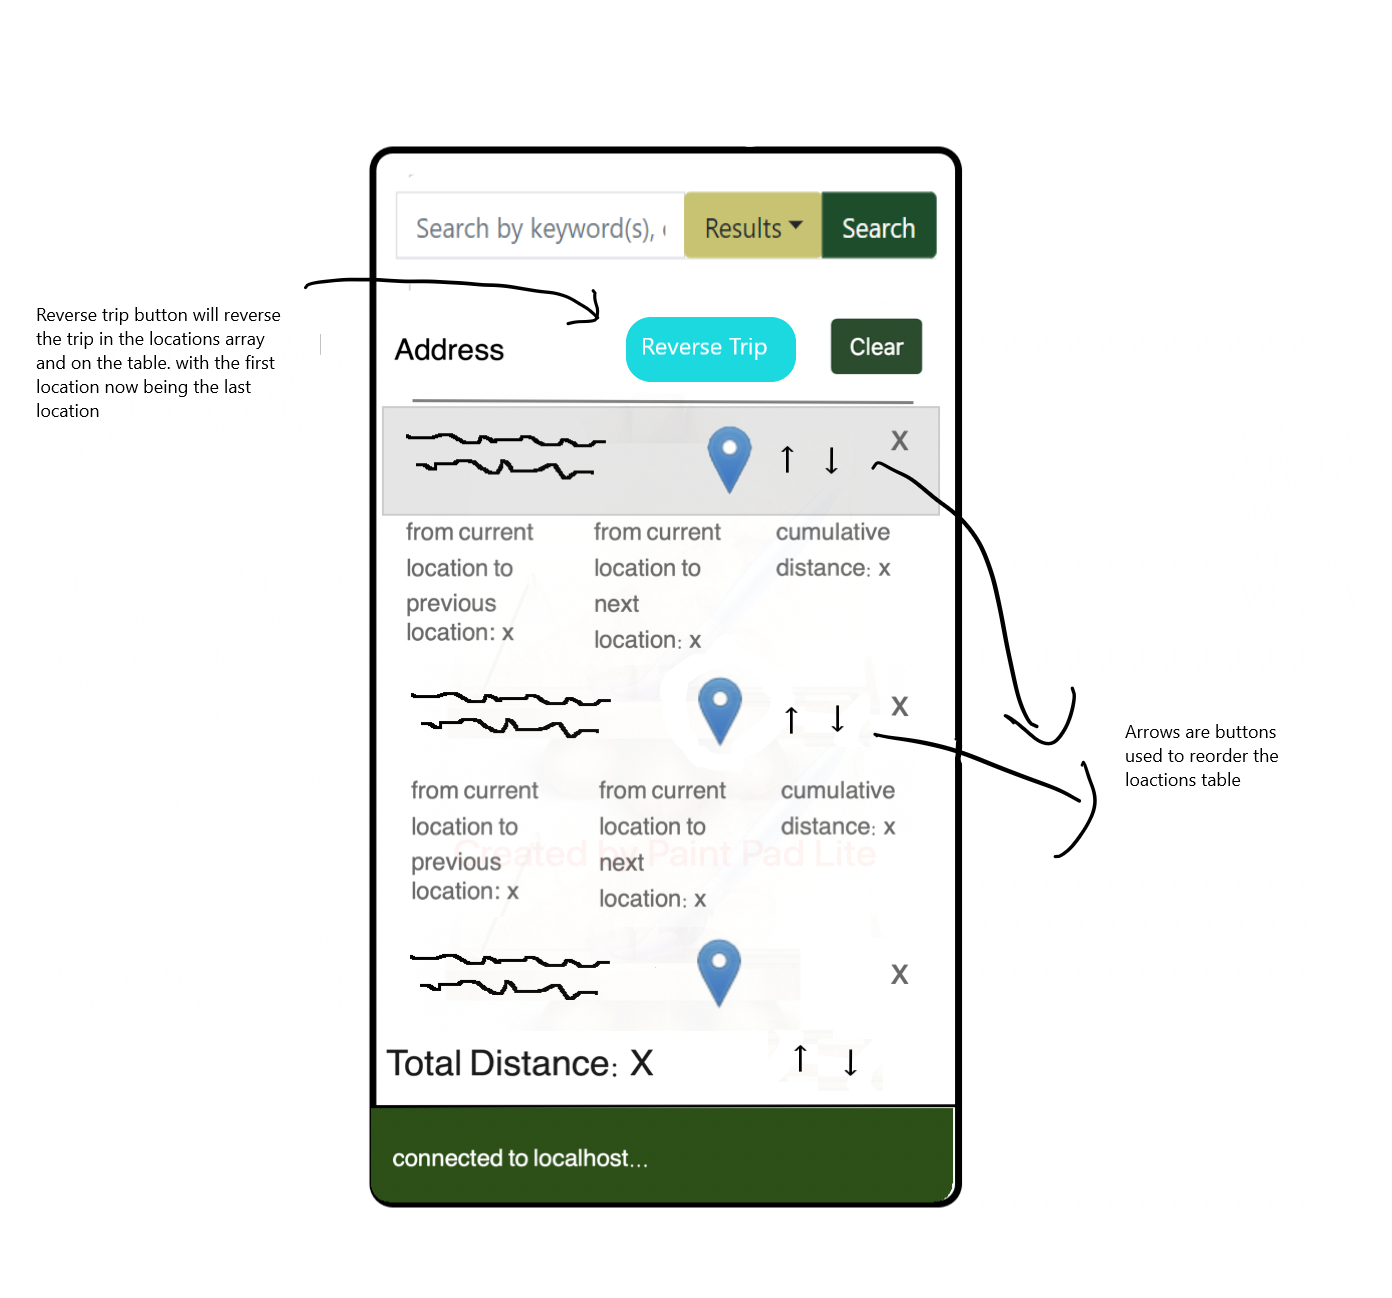 Search by keyword(s),
Results
Search
Reverse trip button will reverse
the trip in the locations array
and on the table. with the first
location now being the last
location
Address
Reverse Trip
Clear
↑ ↓
X
from current
location to
previous
location: x
from current
location to
next
location: x
cumulative
distance: x
↑ ↓
X
Arrows are buttons
used to reorder the
loactions table
from current
location to
previous
location: x
from current
location to
next
location: x
cumulative
distance: x
Created by Paint Pad Lite
X
Total Distance: X
↑ ↓
connected to localhost...